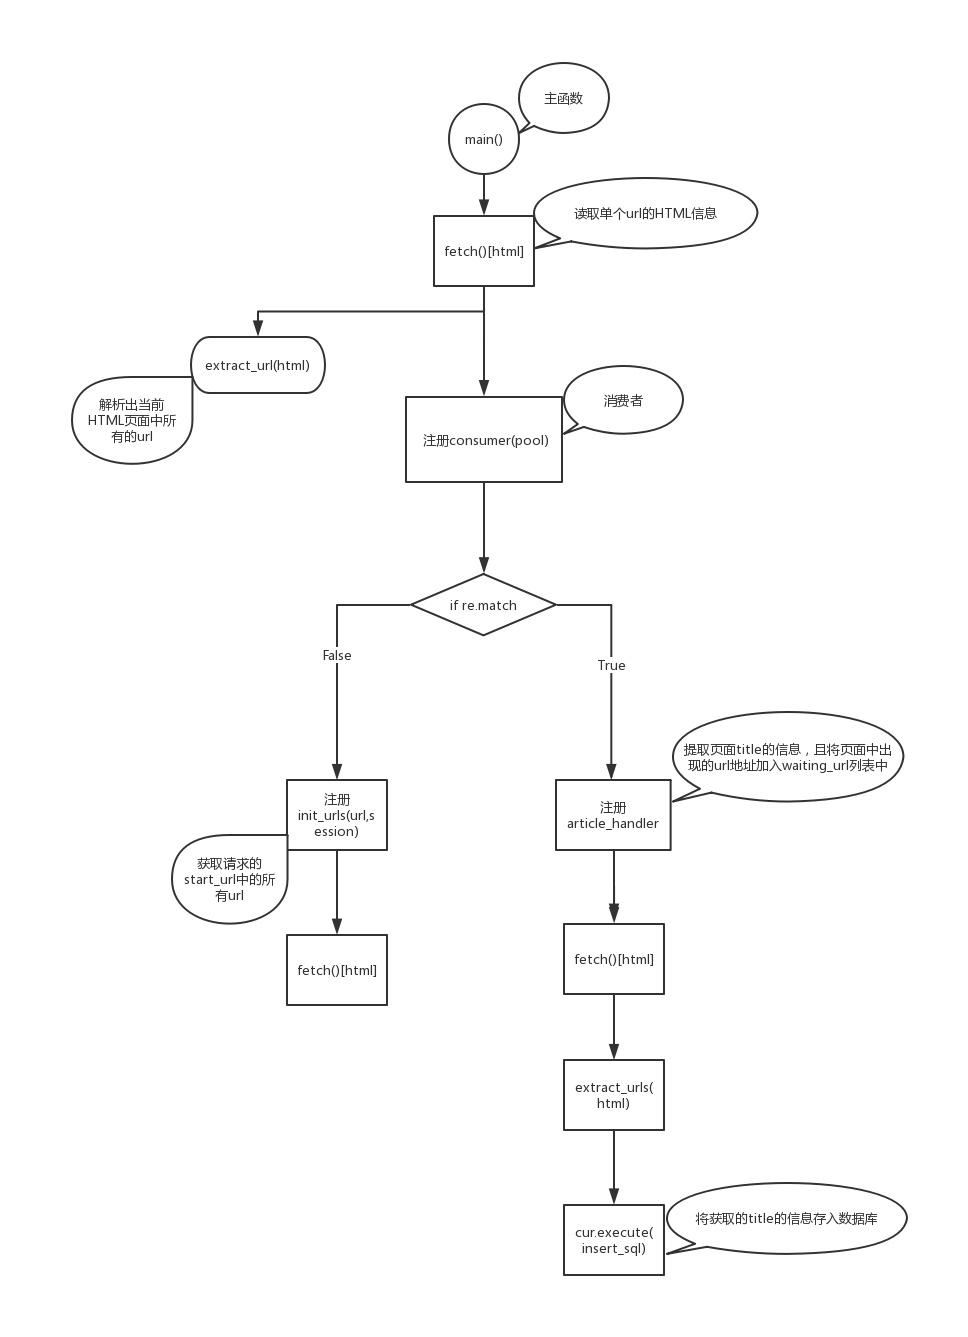 主函数
main()
读取单个url的HTML信息
fetch()[html]
extract_url(html)
解析出当前
HTML页面中所
有的url
消费者
注册consumer(pool)
if re.match
False
True
提取页面title的信息，且将页面中出
现的url地址加入waiting_url列表中
注册
init_urls(url,s
ession)
注册
article_handler
获取请求的
start_url中的所
有url
fetch()[html]
fetch()[html]
extract_urls(
html)
将获取的title的信息存入数据库
cur.execute(
insert_sql)